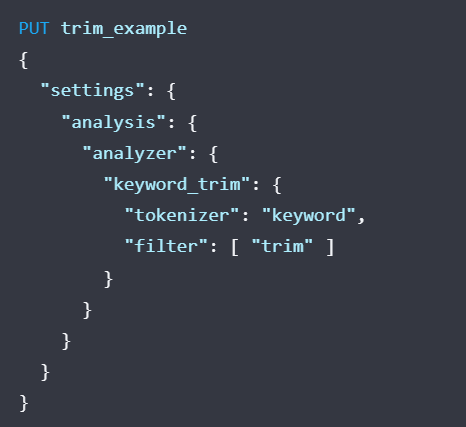 PUT trim_example
{
  "settings": {
    "analysis": {
      "analyzer": {
        "keyword_trim": {
          "tokenizer": "keyword",
          "filter": [ "trim" ]
        }
      }
    }
  }
}